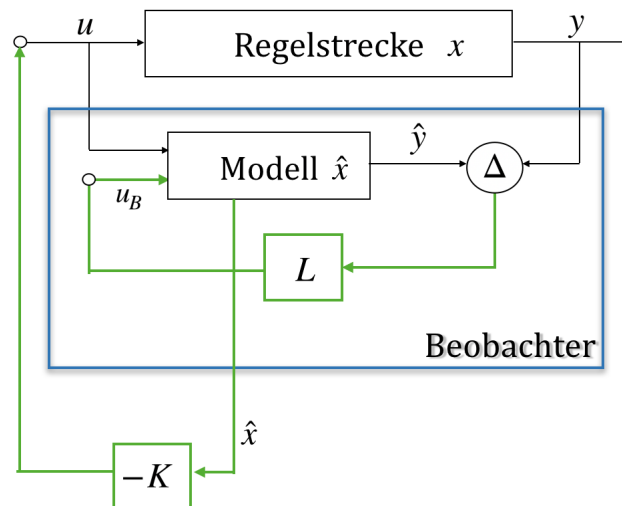 u
Regelstrecke x
y
Modell x̂
ŷ
Δ
u_B
L
Beobachter
x̂
−K